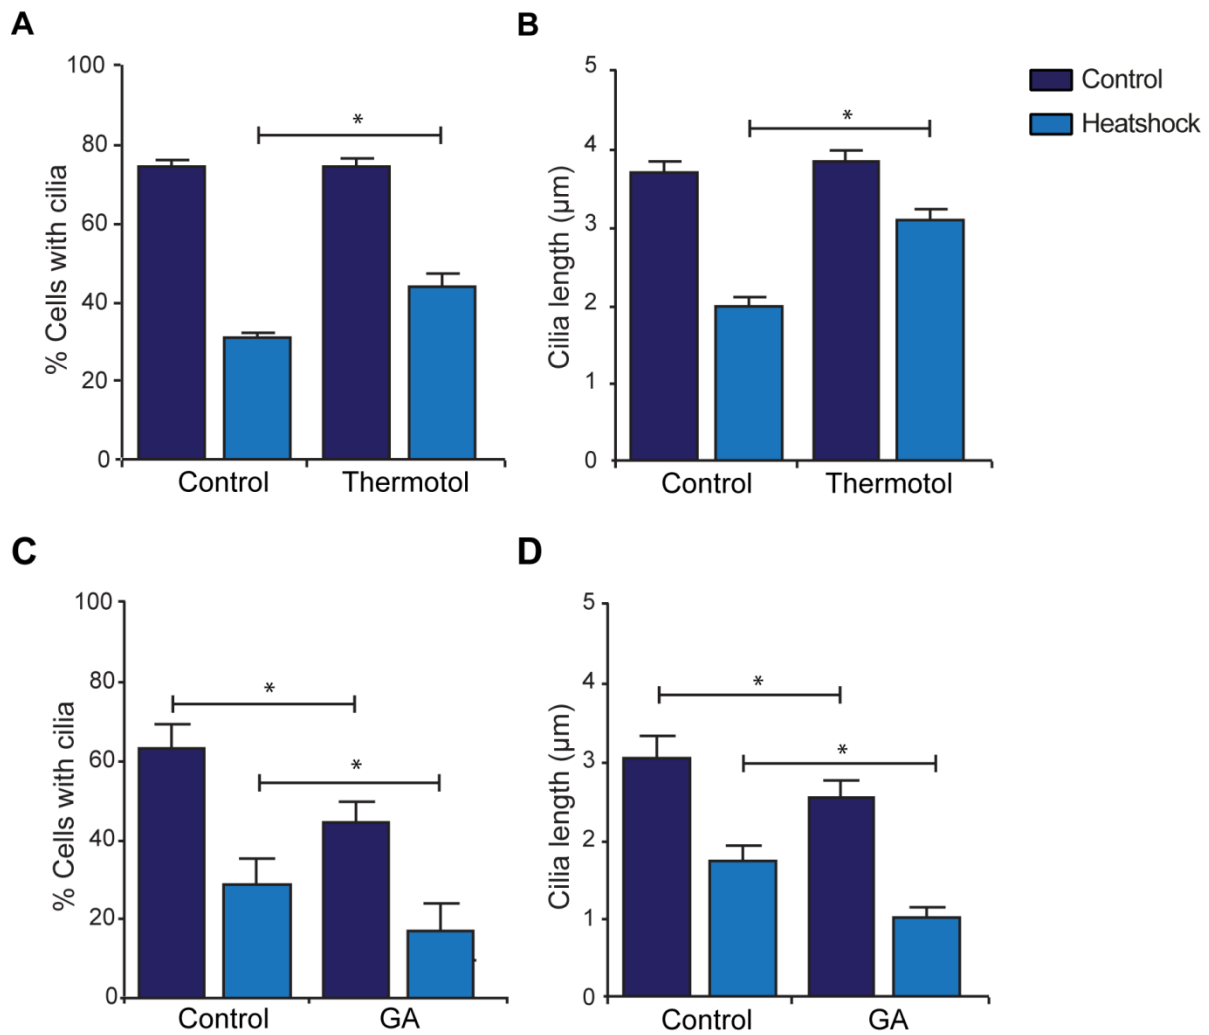 A
% Cells with cilia
100
80
60
40
20
0
*
Control
Thermotol
B
Cilia length (µm)
5
4
3
2
1
0
*
Control
Thermotol
Control
Heatshock
C
% Cells with cilia
100
80
60
40
20
0
*
*
Control
GA
D
Cilia length (µm)
5
4
3
2
1
0
*
*
Control
GA